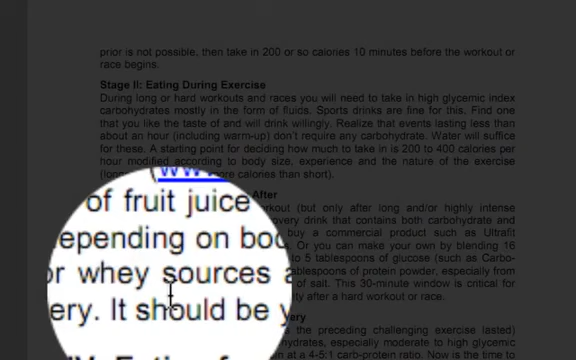 prior is not possible, then take in 200 or so calories 10 minutes before the workout or
race begins.
Stage II: Eating During Exercise
During long or hard workouts and races you will need to take in high glycemic index
carbohydrates mostly in the form of fluids. Sports drinks are fine for this. Find one
that you like the taste of and will drink willingly. Realize that events lasting less than
about an hour (including warm-up) don't require any carbohydrate. Water will suffice
for these. A starting point for deciding how much to take in is 200 to 400 calories per
hour modified according to body size, experience and the nature of the exercise
more calories than short).
After
(but only after long and/or highly intense
drink that contains both carbohydrate and
buy a commercial product such as Ultrafit
Or you can make your own by blending 16
of fruit juice
to 5 tablespoons of glucose (such as Carbo-
depending on
tablespoons of protein powder, especially from
or whey sources
of salt. This 30-minute window is critical for
after a hard workout or race.
It should be
the preceding challenging exercise lasted)
especially moderate to high glycemic
at a 4-5:1 carb-protein ratio. Now is the time to